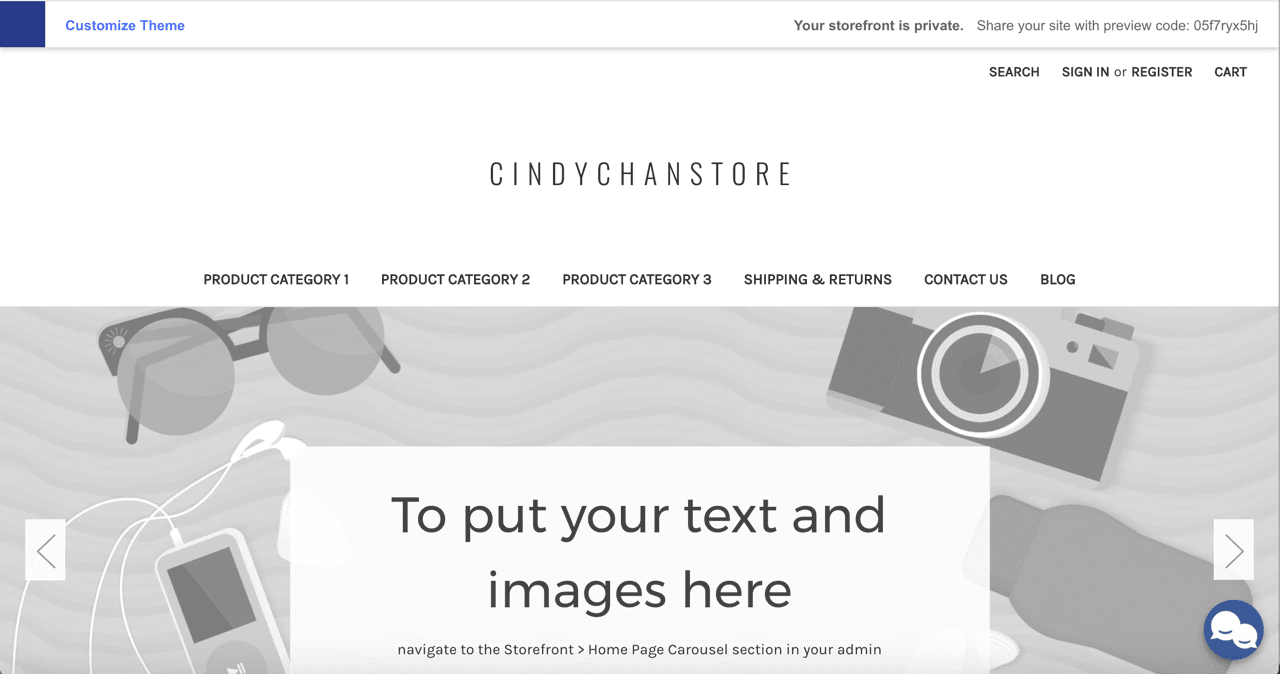 Customize Theme
Your storefront is private. Share your site with preview code: 05f7ryx5hj
SEARCH SIGN IN or REGISTER CART
CINDYCHANSTORE
PRODUCT CATEGORY 1 PRODUCT CATEGORY 2 PRODUCT CATEGORY 3 SHIPPING & RETURNS CONTACT US BLOG
To put your text and
images here
navigate to the Storefront > Home Page Carousel section in your admin